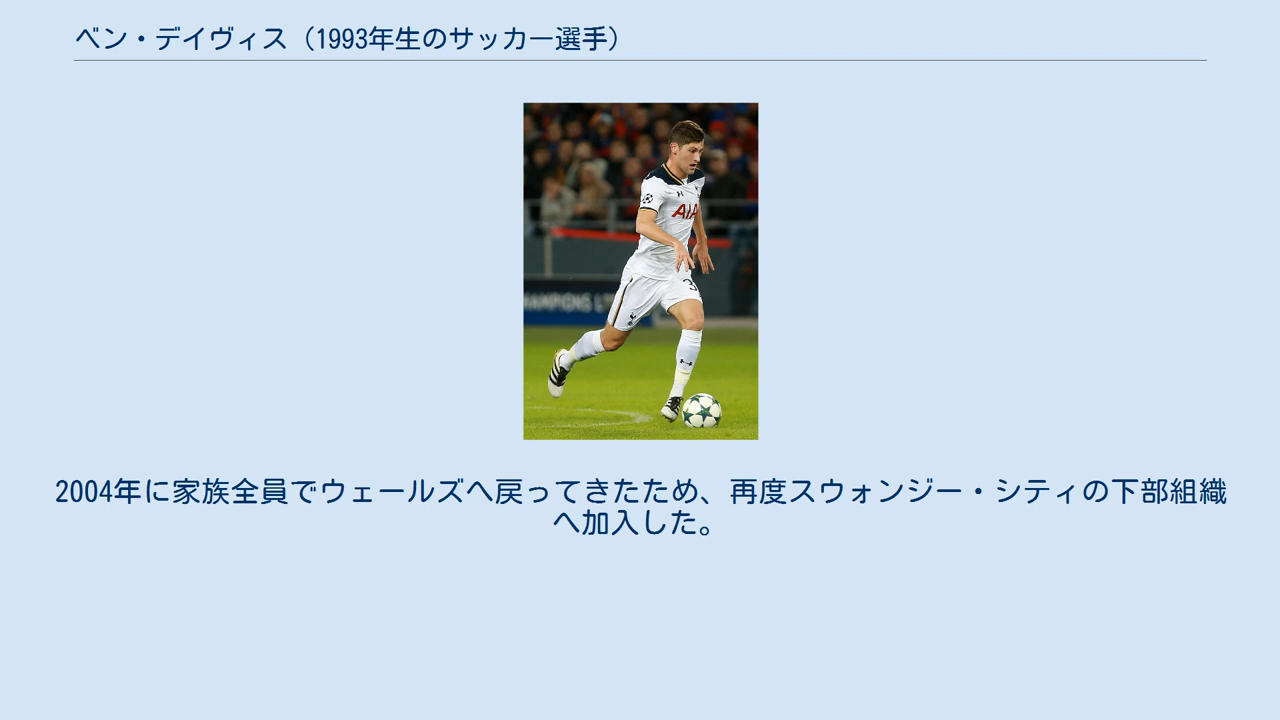 ベン・デイヴィス（1993年生のサッカー選手）
AIA
3
HAMPIONS L
2004年に家族全員でウェールズへ戻ってきたため、再度スウォンジー・シティの下部組織
へ加入した。